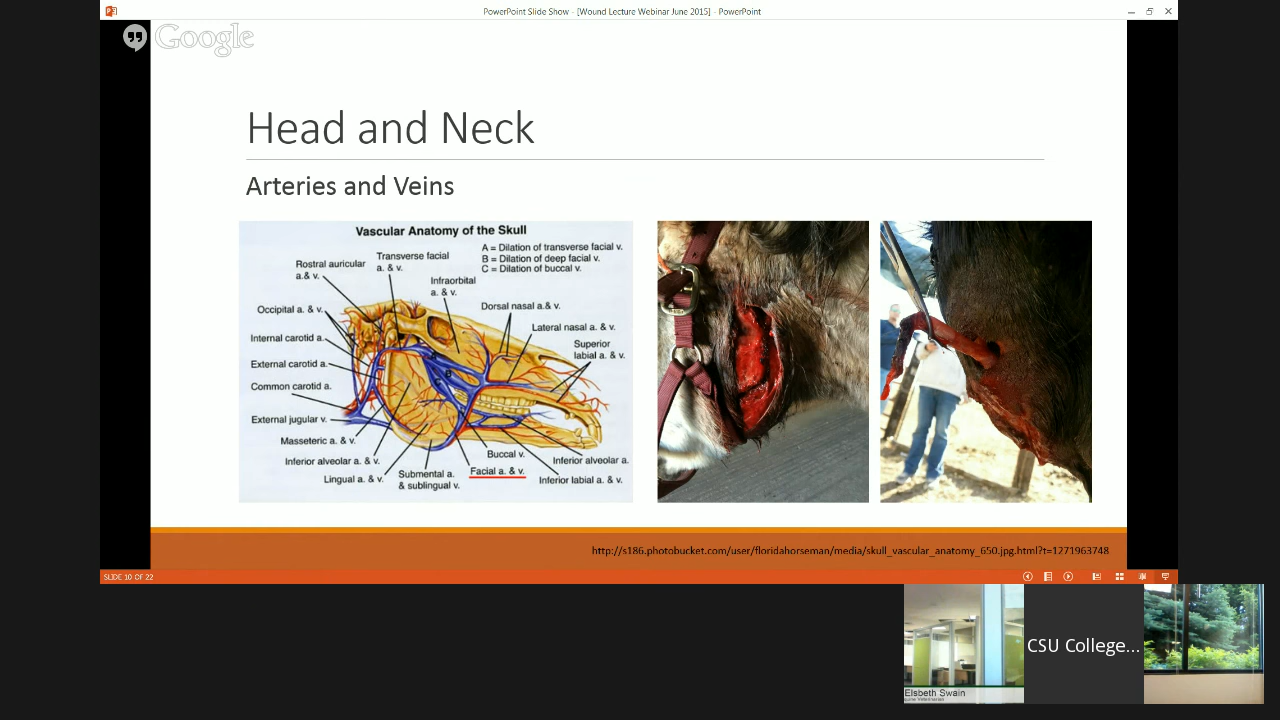 PowerPoint Slide Show - [Wound Lecture Webinar June 2015] - PowerPoint
Google
Head and Neck
Arteries and Veins
Vascular Anatomy of the Skull
A = Dilation of transverse facial v.
B = Dilation of deep facial v.
C = Dilation of buccal v.
Transverse facial
a. & v.
Rostral auricular
a.& v.
Infraorbital
a. & v.
Dorsal nasal a.& v.
Occipital a. & v.
Lateral nasal a. & v.
Internal carotid a.
Superior
labial a. & v.
External carotid a.
Common carotid a.
External jugular v.
Masseteric a. & v.
Inferior alveolar a. & v.
Lingual a. & v.
Submental a.
& sublingual v.
Buccal v.
Facial a. & v.
Inferior alveolar a.
Inferior labial a. & v.
A
B
C
http://s186.photobucket.com/user/floridahorseman/media/skull_vascular_anatomy_650.jpg.html?t=1271963748
SLIDE 10 OF 22
Elsbeth Swain
CSU College...